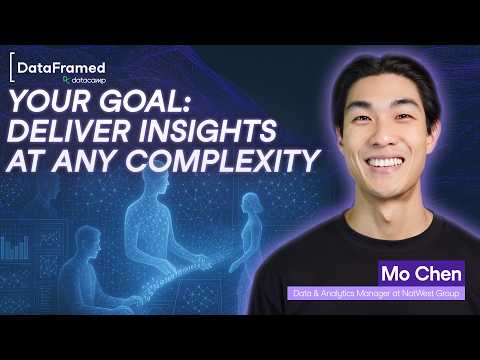 DataFramed
datacamp
YOUR GOAL:
DELIVER INSIGHTS
AT ANY COMPLEXITY
Mo Chen
Data & Analytics Manager at NatWest Group